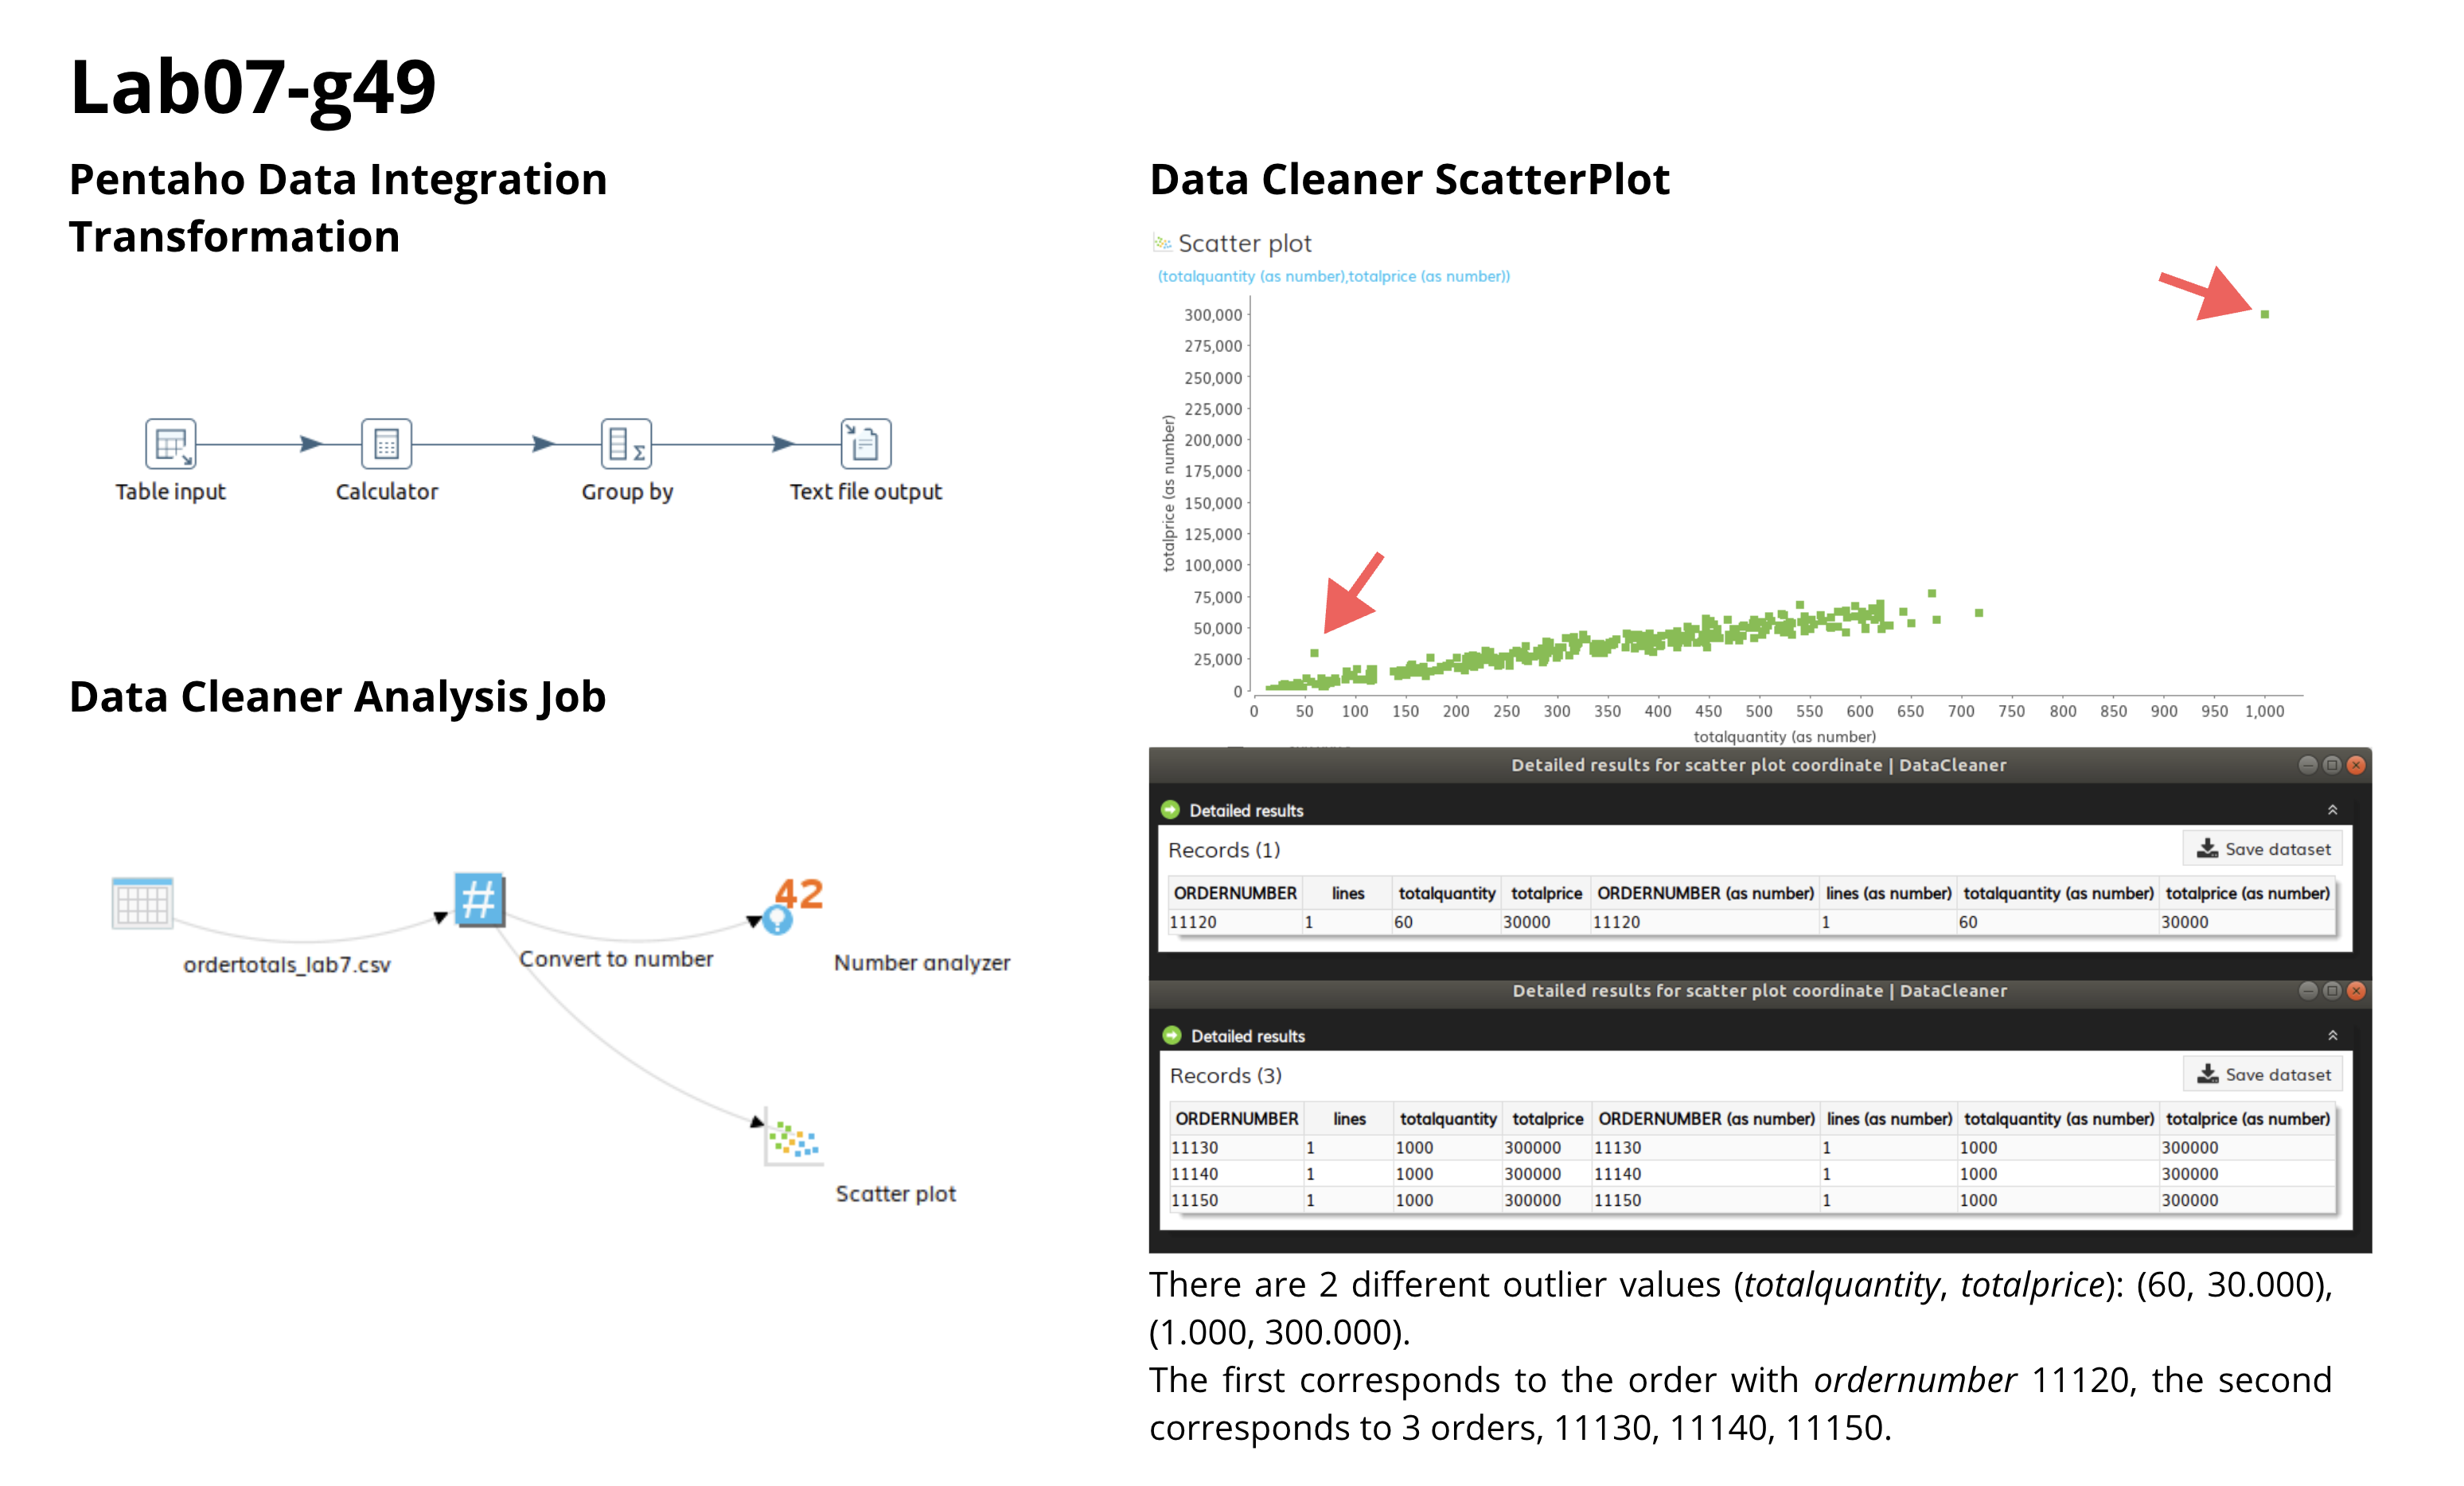 Lab07-g49
Pentaho Data Integration
Transformation
Table input
Calculator
Group by
Text file output
Data Cleaner Analysis Job
42
#
ordertotals_lab7.csv
Convert to number
Number analyzer
Scatter plot
Data Cleaner ScatterPlot
Scatter plot
(totalquantity (as number),totalprice (as number))
totalprice (as number)
300,000
275,000
250,000
225,000
200,000
175,000
150,000
125,000
100,000
75,000
50,000
25,000
0
0 50 100 150 200 250 300 350 400 450 500 550 600 650 700 750 800 850 900 950 1,000
totalquantity (as number)
Detailed results for scatter plot coordinate | DataCleaner
Detailed results
Records (1)
Save dataset
ORDERNUMBER lines totalquantity totalprice ORDERNUMBER (as number) lines (as number) totalquantity (as number) totalprice (as number)
11120 1 60 30000 11120 1 60 30000
Detailed results for scatter plot coordinate | DataCleaner
Detailed results
Records (3)
Save dataset
ORDERNUMBER lines totalquantity totalprice ORDERNUMBER (as number) lines (as number) totalquantity (as number) totalprice (as number)
11130 1 1000 300000 11130 1 1000 300000
11140 1 1000 300000 11140 1 1000 300000
11150 1 1000 300000 11150 1 1000 300000
There are 2 different outlier values (totalquantity, totalprice): (60, 30.000),
(1.000, 300.000).
The first corresponds to the order with ordernumber 11120, the second
corresponds to 3 orders, 11130, 11140, 11150.